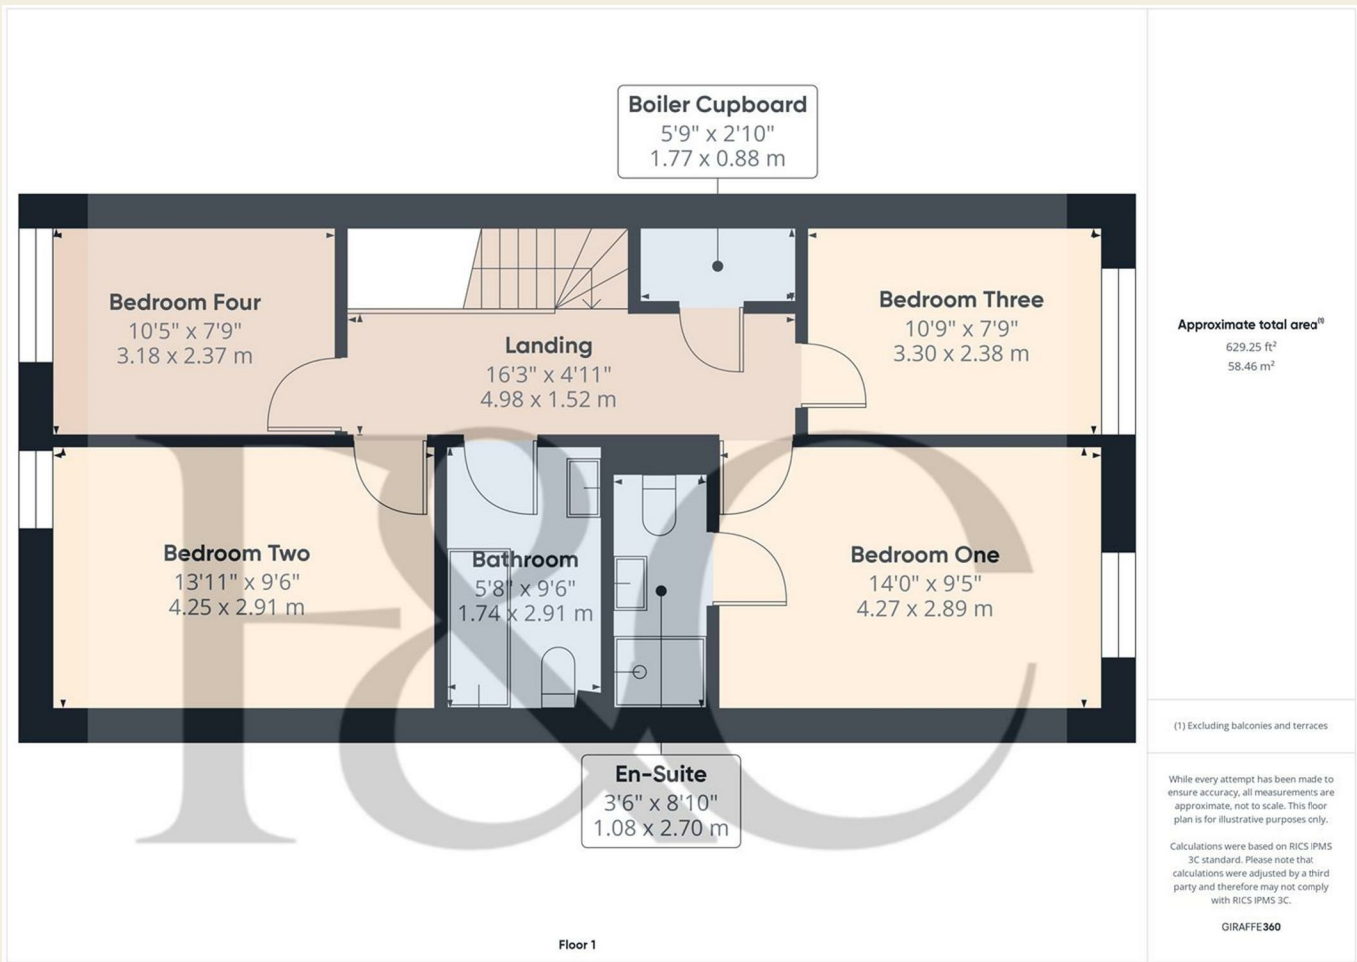 Boiler Cupboard
5'9" x 2'10"
1.77 x 0.88 m
Bedroom Four
10'5" x 7'9"
3.18 x 2.37 m
Landing
16'3" x 4'11"
4.98 x 1.52 m
Bedroom Three
10'9" x 7'9"
3.30 x 2.38 m
Bedroom Two
13'11" x 9'6"
4.25 x 2.91 m
Bathroom
5'8" x 9'6"
1.74 x 2.91 m
Bedroom One
14'0" x 9'5"
4.27 x 2.89 m
En-Suite
3'6" x 8'10"
1.08 x 2.70 m
F&C
Floor 1
Approximate total area(1)
629.25 ft²
58.46 m²
(1) Excluding balconies and terraces
While every attempt has been made to
ensure accuracy, all measurements are
approximate, not to scale. This floor
plan is for illustrative purposes only.
Calculations were based on RICS IPMS
3C standard. Please note that
calculations were adjusted by a third
party and therefore may not comply
with RICS IPMS 3C.
GIRAFFE360